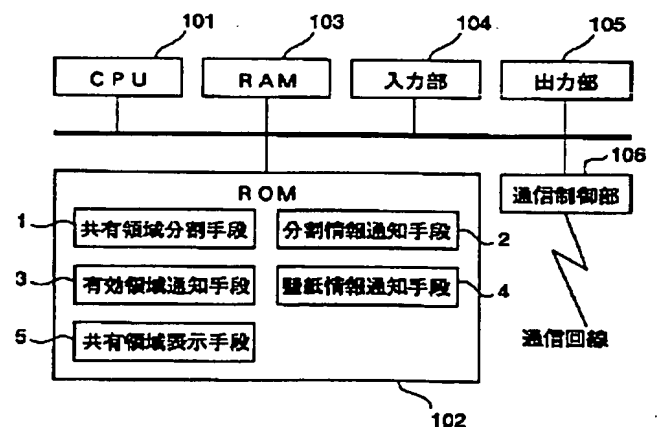 101
103
104
105
CPU
RAM
入力部
出力部
106
ROM
通信制御部
1
共有領域分割手段
分割情報通知手段
2
3
有効領域通知手段
壁紙情報通知手段
4
5
共有領域表示手段
通信回線
102